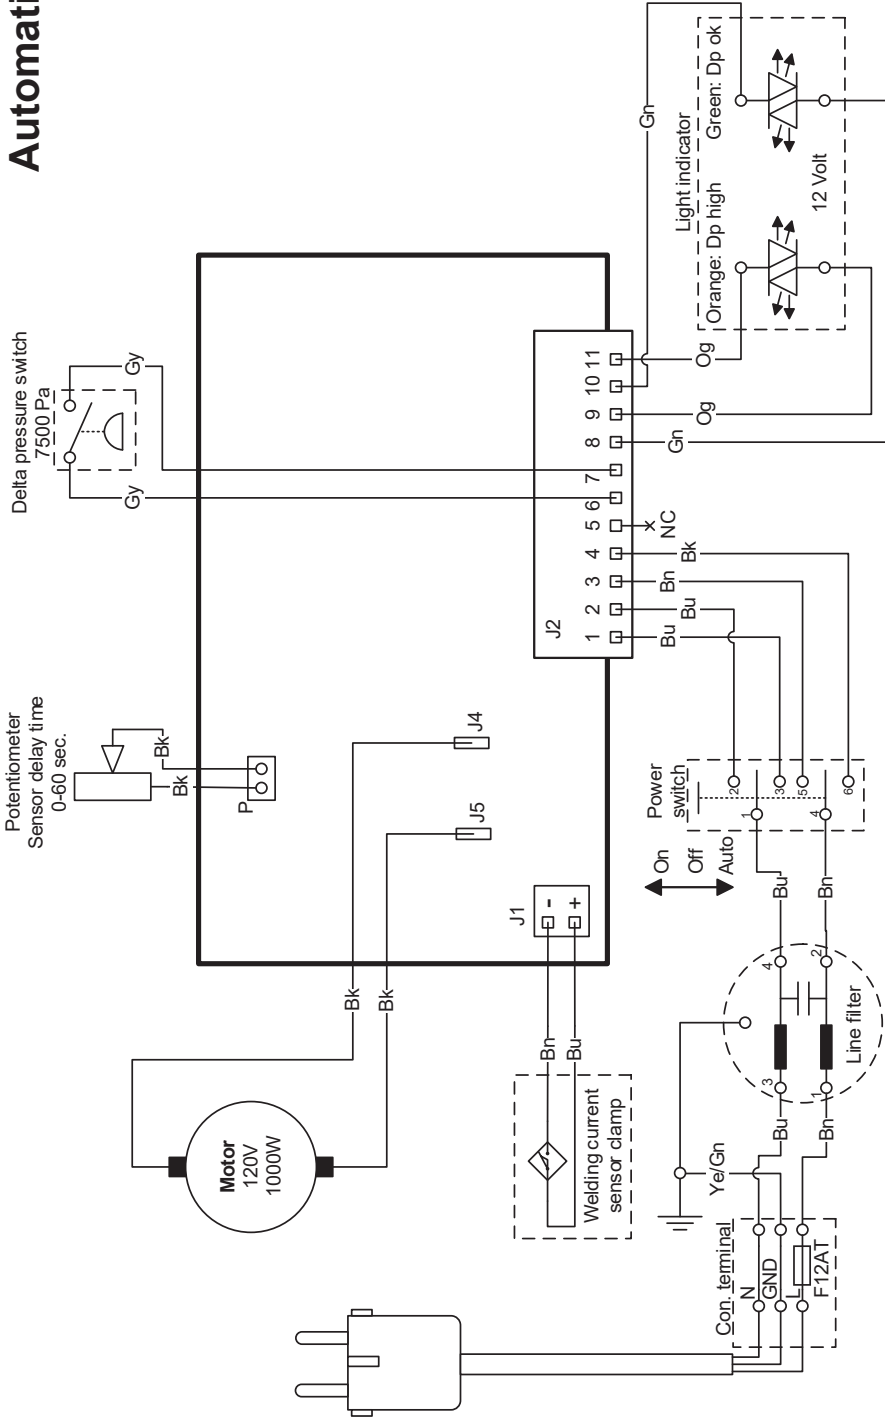 Automati
Delta pressure switch
7500 Pa
Gy
Gy
Potentiometer
Sensor delay time
0-60 sec.
Bk
Bk
P
J4
J5
J2
1 2 3 4 5 6 7 8 9 10 11
NC
J1
-
+
Bk
Bk
Motor
120V
1000W
Bn
Bu
Welding current
sensor clamp
Bu
Bu
Bn
Bk
Gn
Og
Og
Gn
Light indicator
Orange: Dp high
Green: Dp ok
12 Volt
Power
switch
1
2
3
4
5
6
On
Off
Auto
Bu
Bn
4
2
3
1
Line filter
Bu
Bn
Ye/Gn
Con. terminal
N
GND
L
F12AT